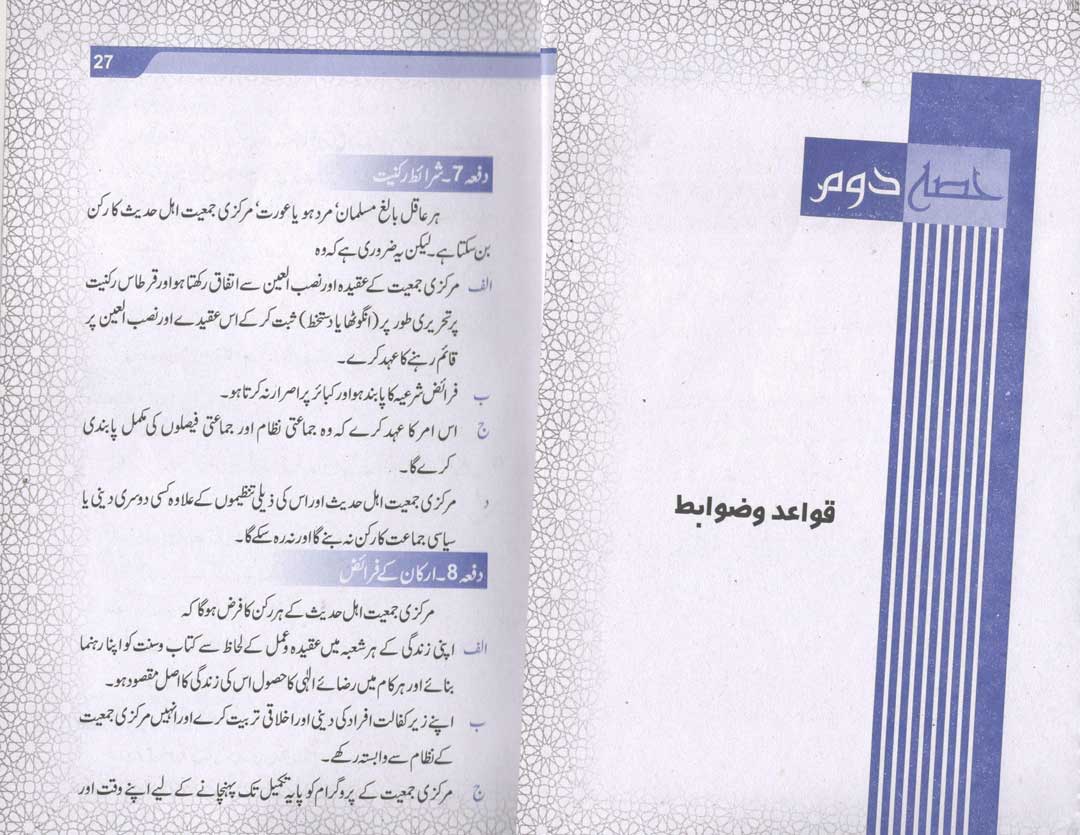 حصہ دوم
قواعد وضوابط
27
دفعہ 7۔ شرائط رکنیت
ہر عاقل بالغ مسلمان‘ مرد ہو یا عورت‘ مرکزی جمعیت اہل حدیث کا رکن
بن سکتا ہے۔ لیکن یہ ضروری ہے کہ وہ
الف مرکزی جمعیت کے عقیدہ اور نصب العین سے اتفاق رکھتا ہو اور قرطاس رکنیت
پر تحریری طور پر (انگوٹھا یا دستخط) ثبت کر کے اس عقیدے اور نصب العین پر
قائم رہنے کا عہد کرے۔
ب فرائض شرعیہ کا پابند ہو اور کبائر پر اصرار نہ کرتا ہو۔
ج اس امر کا عہد کرے کہ وہ جماعتی نظام اور جماعتی فیصلوں کی مکمل پابندی
کرے گا۔
د مرکزی جمعیت اہل حدیث اور اس کی ذیلی تنظیموں کے علاوہ کسی دوسری دینی یا
سیاسی جماعت کا رکن نہ بنے گا اور نہ رہ سکے گا۔
دفعہ 8۔ ارکان کے فرائض
مرکزی جمعیت اہل حدیث کے ہر رکن کا فرض ہوگا کہ
الف اپنی زندگی کے ہر شعبہ میں عقیدہ وعمل کے لحاظ سے کتاب وسنت کو اپنا رہنما
بنائے اور ہر کام میں رضائے الٰہی کا حصول اس کی زندگی کا اصل مقصود ہو۔
ب اپنے زیر کفالت افراد کی دینی اور اخلاقی تربیت کرے اور انہیں مرکزی جمعیت
کے نظام سے وابستہ رکھے۔
ج مرکزی جمعیت کے پروگرام کو پایہ تکمیل تک پہنچانے کے لیے اپنے وقت اور